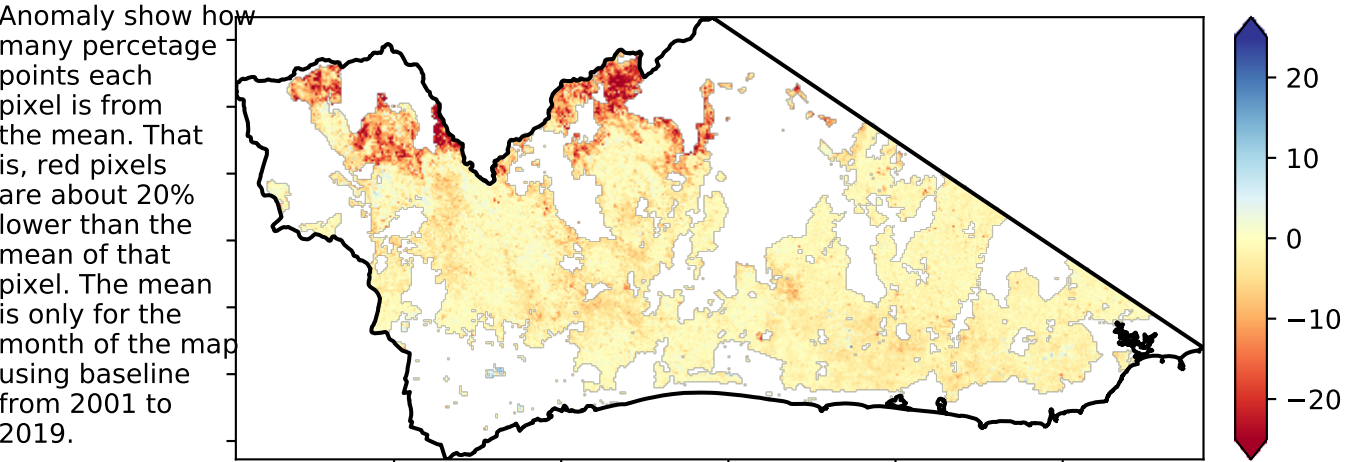 Anomaly show how
many percetage
points each
pixel is from
the mean. That
is, red pixels
are about 20%
lower than the
mean of that
pixel. The mean
is only for the
month of the map
using baseline
from 2001 to
2019.
20
10
0
−10
−20